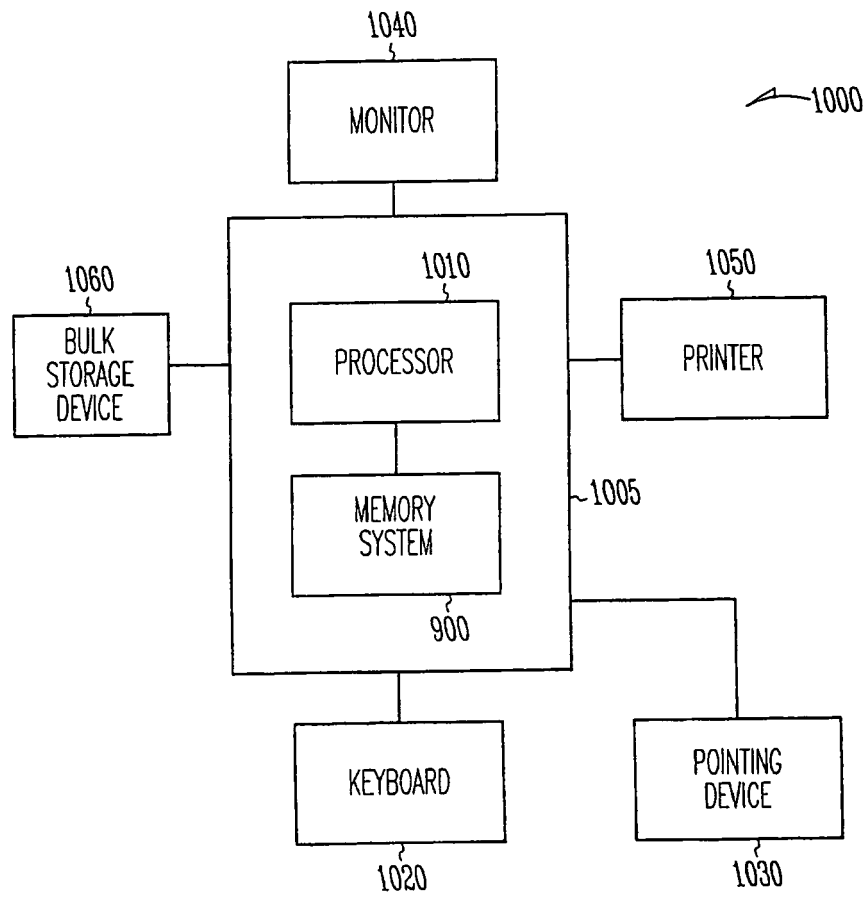 1040
MONITOR
1000
1060
BULK
STORAGE
DEVICE
1010
PROCESSOR
1050
PRINTER
MEMORY
SYSTEM
900
1005
KEYBOARD
1020
POINTING
DEVICE
1030